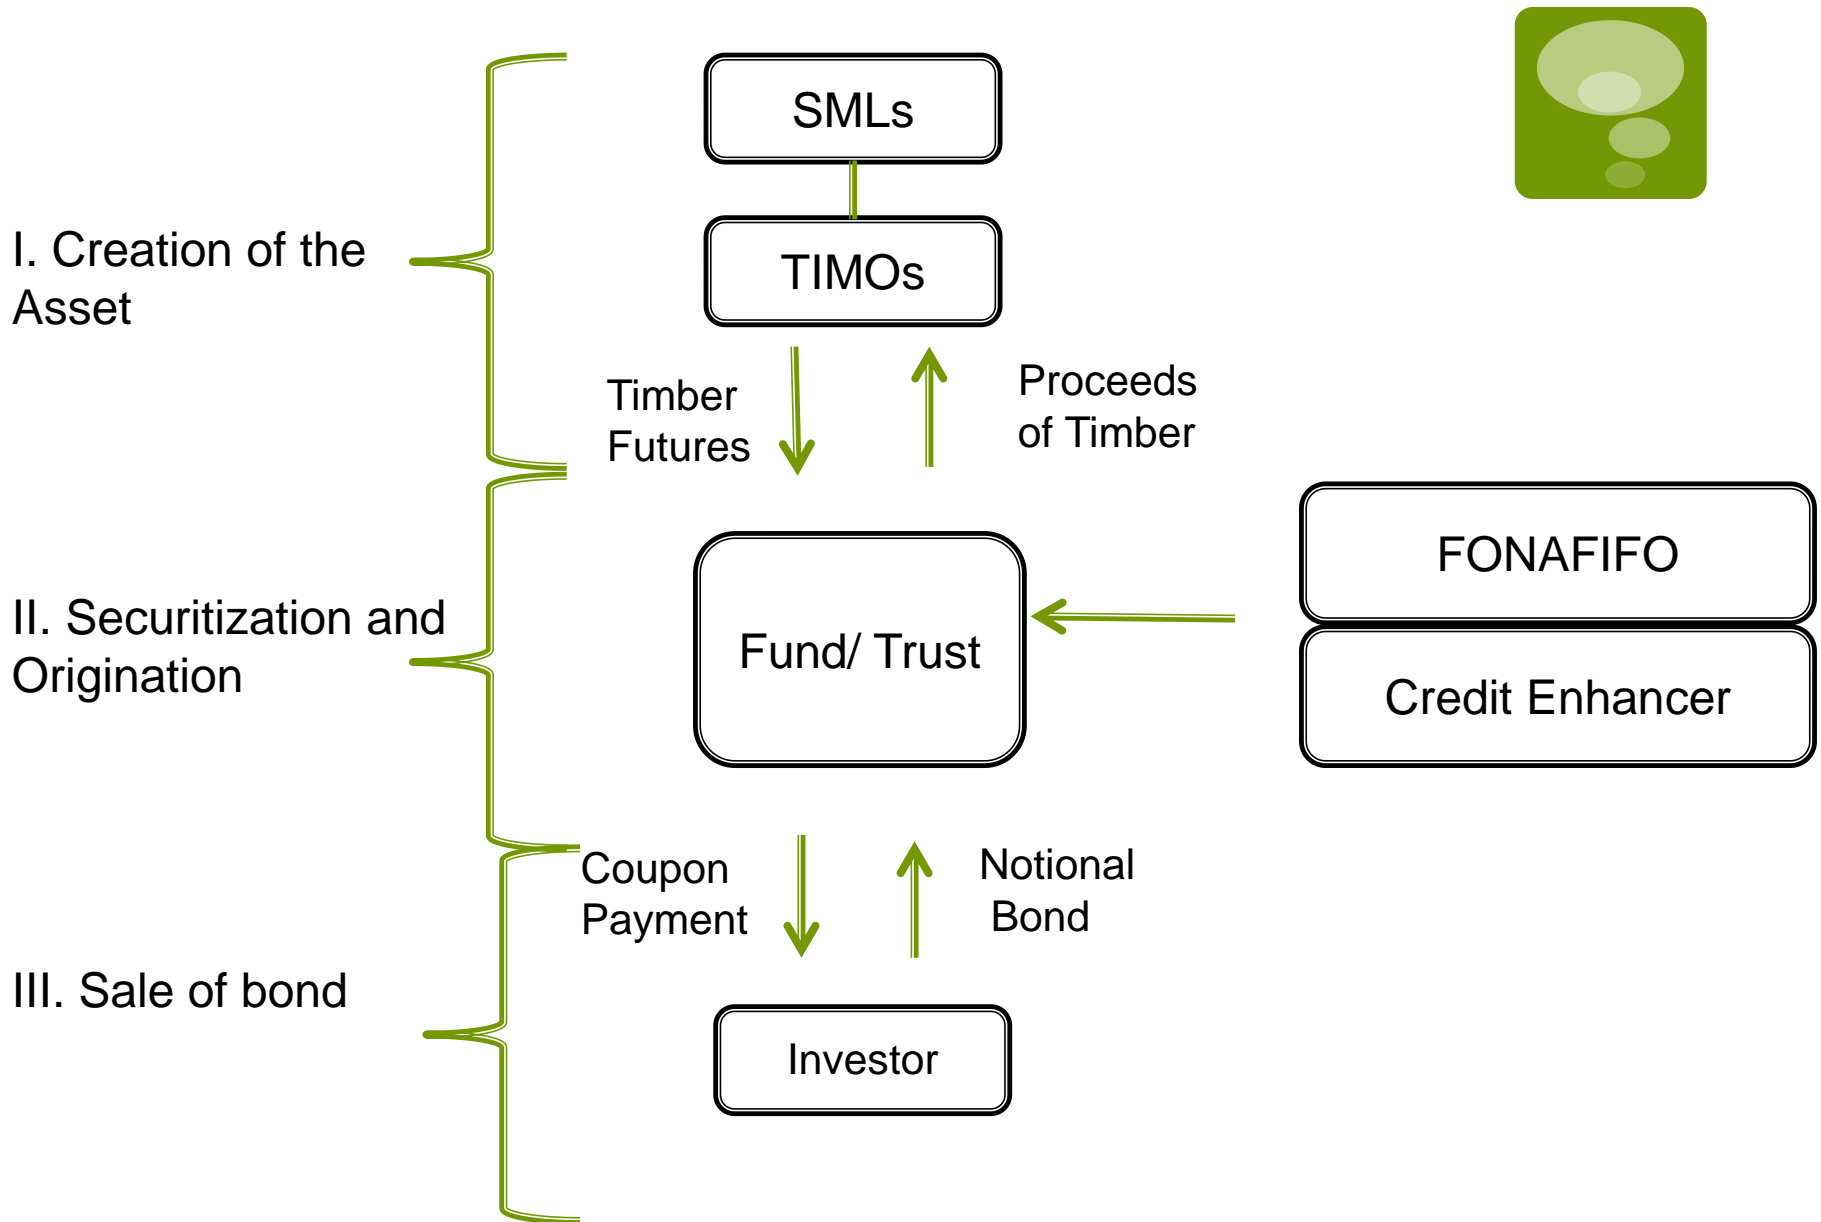 SMLs
I. Creation of the
Asset
TIMOs
Timber
Futures
Proceeds
of Timber
II. Securitization and
Origination
Fund/ Trust
FONAFIFO
Credit Enhancer
Coupon
Payment
Notional
Bond
III. Sale of bond
Investor